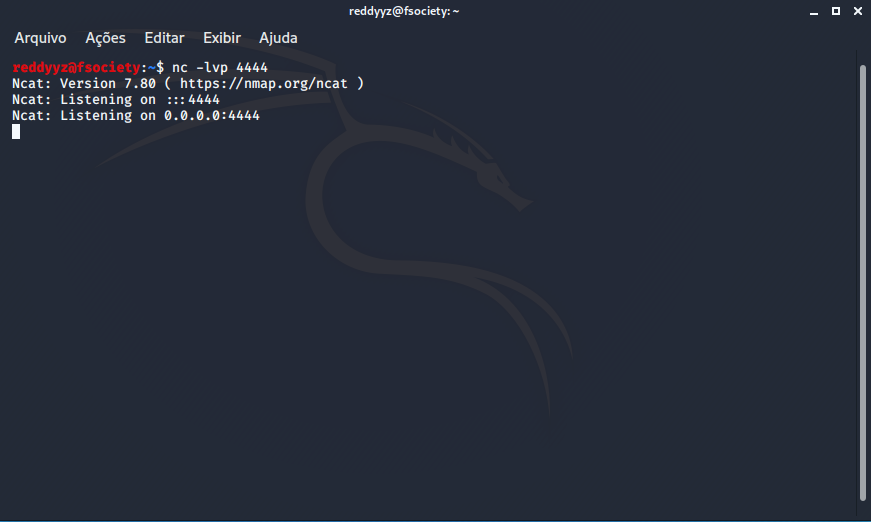 reddyyz@fsociety: ~
Arquivo Ações Editar Exibir Ajuda
reddyyz@fsociety:~$ nc -lvp 4444
Ncat: Version 7.80 ( https://nmap.org/ncat )
Ncat: Listening on :::4444
Ncat: Listening on 0.0.0.0:4444